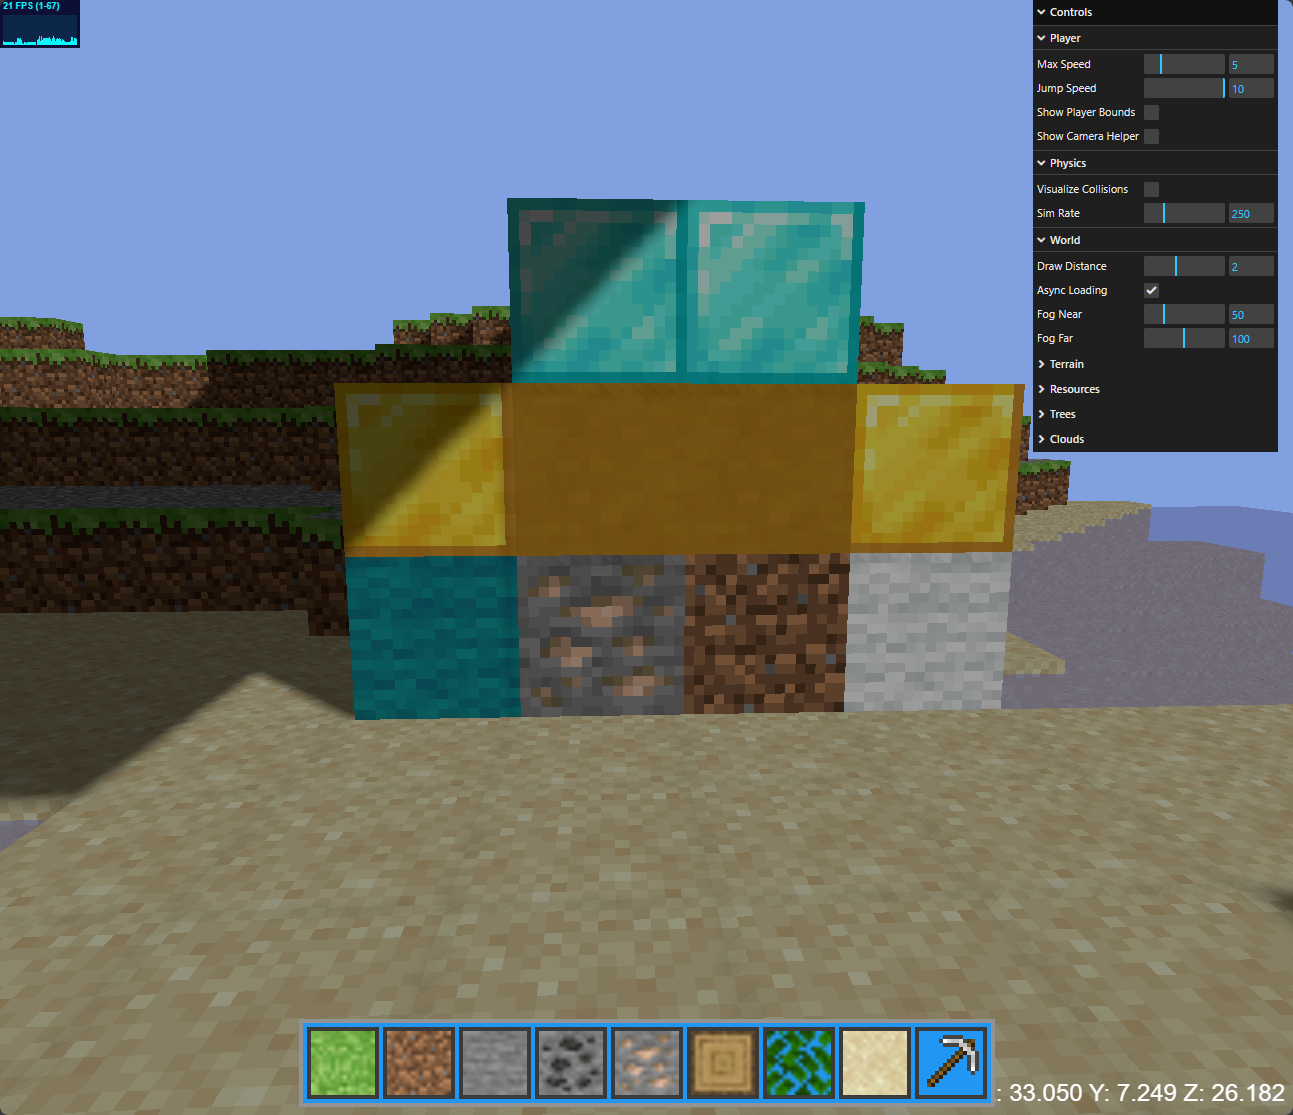 21 FPS (1-67)
Controls
Player
Max Speed 5
Jump Speed 10
Show Player Bounds
Show Camera Helper
Physics
Visualize Collisions
Sim Rate 250
World
Draw Distance 2
Async Loading
Fog Near 50
Fog Far 100
Terrain
Resources
Trees
Clouds
: 33.050 Y: 7.249 Z: 26.182